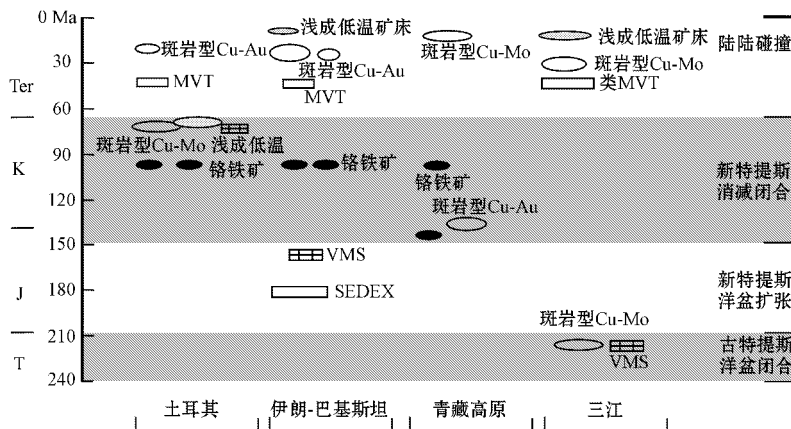 0 Ma
浅成低温矿床
斑岩型Cu-Au
斑岩型Cu-Mo
浅成低温矿床
陆陆碰撞
30
斑岩型Cu-Au
斑岩型Cu-Mo
Ter
MVT
MVT
类MVT
60
斑岩型Cu-Mo 浅成低温
90
K
铬铁矿
铬铁矿
铬铁矿
新特提斯
消减闭合
120
斑岩型Cu-Au
150
VMS
J
180
SEDEX
新特提斯
洋盆扩张
210
斑岩型Cu-Mo
古特提斯
洋盆闭合
T
VMS
240
土耳其
伊朗-巴基斯坦
青藏高原
三江